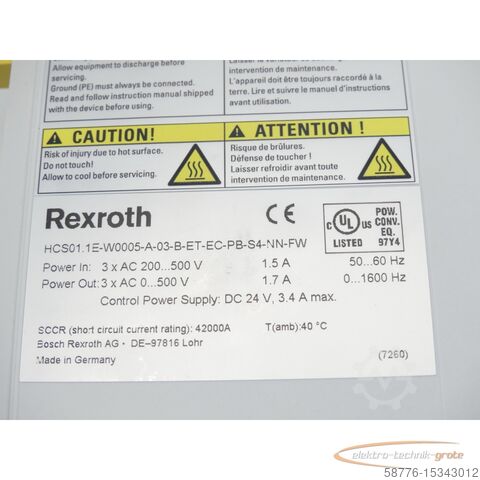 Allow equipment to discharge before
servicing.
Ground (PE) must always be connected.
Read and follow instruction manual shipped
with the device before using.
intervention de maintenance.
L'appareil doit être toujours raccordé à la
terre. Lire et suivre le manuel d'instructions
avant utilisation.
CAUTION!
Risk of injury due to hot surface.
Do not touch!
Allow to cool before servicing.
ATTENTION !
Risque de brûlures.
Défense de toucher !
Laisser refroidir avant toute
intervention de maintenance.
Rexroth
CE
C UL US
LISTED
POW.
CONV.
EQ.
97Y4
HCS01.1E-W0005-A-03-B-ET-EC-PB-S4-NN-FW
Power In: 3 x AC 200...500 V 1.5 A 50...60 Hz
Power Out: 3 x AC 0...500 V 1.7 A 0...1600 Hz
Control Power Supply: DC 24 V, 3.4 A max.
SCCR (short circuit current rating): 42000A T(amb):40 °C
Bosch Rexroth AG • DE-97816 Lohr
Made in Germany
(7260)
elektro-technik-grote
58776-15343012